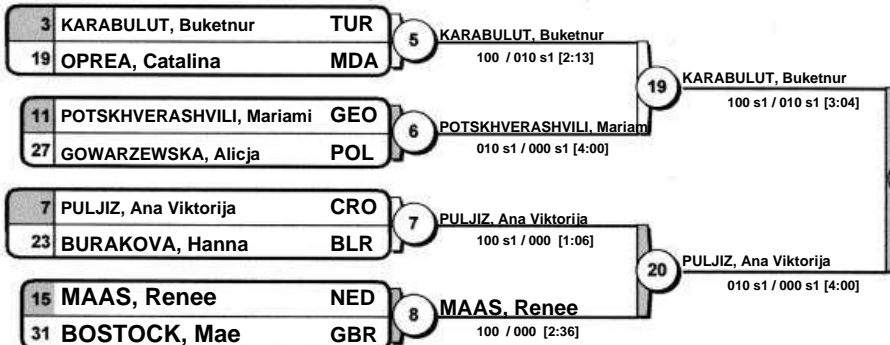 3 KARABULUT, Buketnur TUR
19 OPREA, Catalina MDA
5
KARABULUT, Buketnur
100 / 010 s1 [2:13]
11 POTSKHVERASHVILI, Mariami GEO
27 GOWARZEWSKA, Alicja POL
6
POTSKHVERASHVILI, Mariam
010 s1 / 000 s1 [4:00]
19
KARABULUT, Buketnur
100 s1 / 010 s1 [3:04]
7 PULJIZ, Ana Viktorija CRO
23 BURAKOVA, Hanna BLR
7
PULJIZ, Ana Viktorija
100 s1 / 000 [1:06]
15 MAAS, Renee NED
31 BOSTOCK, Mae GBR
8
MAAS, Renee
100 / 000 [2:36]
20
PULJIZ, Ana Viktorija
010 s1 / 000 s1 [4:00]